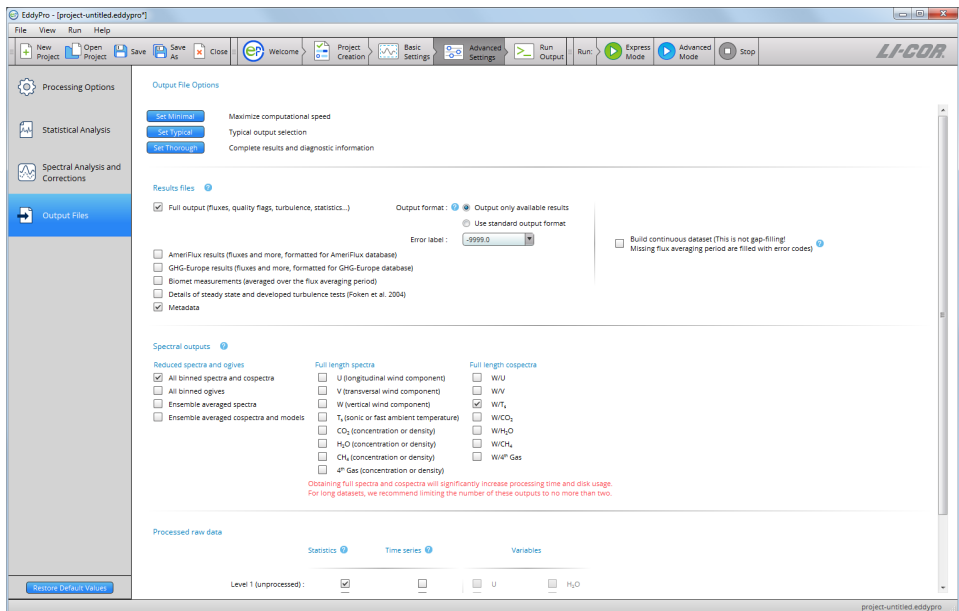 EddyPro - [project-untitled.eddypro*]
File View Run Help
New Project Open Project Save Save As Close Welcome Project Creation Basic Settings Advanced Settings Run Output Run: Express Mode Advanced Mode Stop LI-COR.
Processing Options
Statistical Analysis
Spectral Analysis and Corrections
Output Files
Restore Default Values
Output File Options
Set Minimal Maximize computational speed
Set Typical Typical output selection
Set Thorough Complete results and diagnostic information
Results files ?
Full output (fluxes, quality flags, turbulence, statistics...) Output format : ? Output only available results
Use standard output format
Error label : -9999.0
Build continuous dataset (This is not gap-filling!
Missing flux averaging period are filled with error codes) ?
AmeriFlux results (fluxes and more, formatted for AmeriFlux database)
GHG-Europe results (fluxes and more, formatted for GHG-Europe database)
Biomet measurements (averaged over the flux averaging period)
Details of steady state and developed turbulence tests (Foken et al. 2004)
Metadata
Spectral outputs ?
Reduced spectra and ogives Full length spectra Full length cospectra
All binned spectra and cospectra U (longitudinal wind component) W/U
All binned ogives V (transversal wind component) W/V
Ensemble averaged spectra W (vertical wind component) W/Tₛ
Ensemble averaged cospectra and models Tₛ (sonic or fast ambient temperature) W/CO₂
CO₂ (concentration or density) W/H₂O
H₂O (concentration or density) W/CH₄
CH₄ (concentration or density) W/4ᵗʰ Gas
4ᵗʰ Gas (concentration or density)
Obtaining full spectra and cospectra will significantly increase processing time and disk usage.
For long datasets, we recommend limiting the number of these outputs to no more than two.
Processed raw data
Statistics ? Time series ? Variables
Level 1 (unprocessed) : U H₂O
project-untitled.eddypro